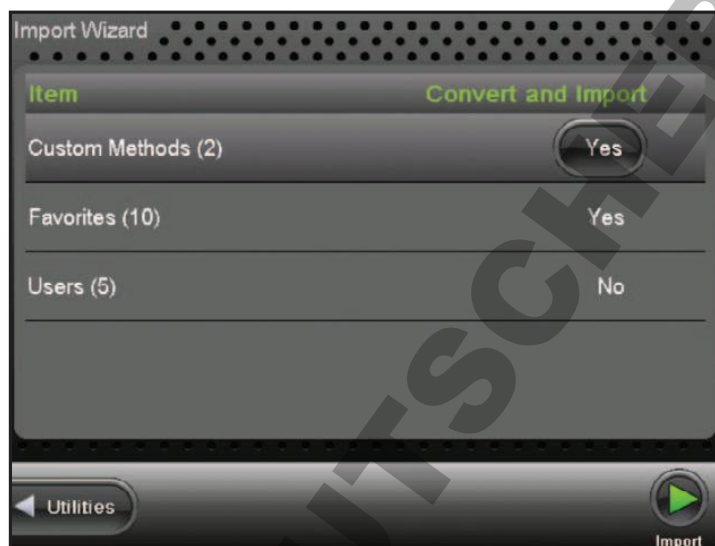 Import Wizard
Item Convert and Import
Custom Methods (2) Yes
Favorites (10) Yes
Users (5) No
Utilities
Import